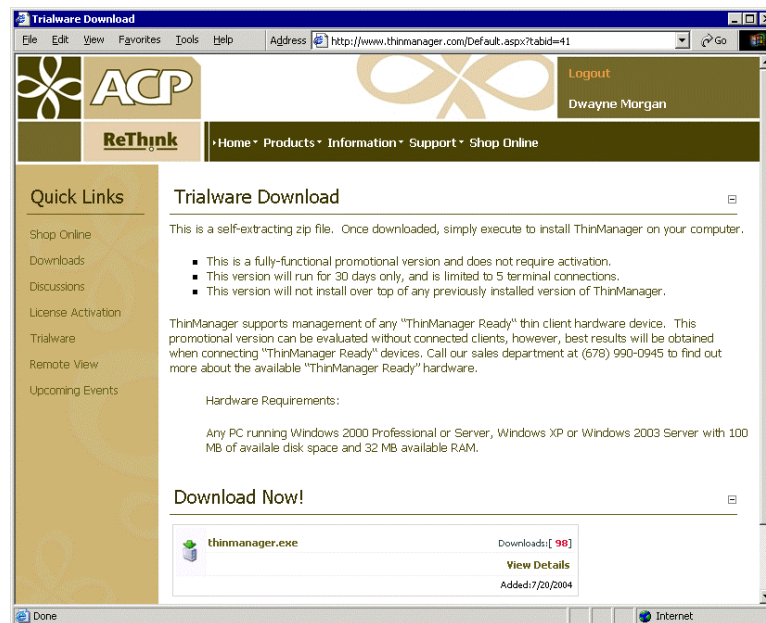 Trialware Download
File Edit View Favorites Tools Help Address http://www.thinmanager.com/Default.aspx?tabid=41 Go
ACP
Logout
Dwayne Morgan
ReThink
Home Products Information Support Shop Online
Quick Links
Shop Online
Downloads
Discussions
License Activation
Trialware
Remote View
Upcoming Events
Trialware Download
This is a self-extracting zip file. Once downloaded, simply execute to install ThinManager on your computer.
This is a fully-functional promotional version and does not require activation.
This version will run for 30 days only, and is limited to 5 terminal connections.
This version will not install over top of any previously installed version of ThinManager.
ThinManager supports management of any "ThinManager Ready" thin client hardware device. This
promotional version can be evaluated without connected clients, however, best results will be obtained
when connecting "ThinManager Ready" devices. Call our sales department at (678) 990-0945 to find out
more about the available "ThinManager Ready" hardware.
Hardware Requirements:
Any PC running Windows 2000 Professional or Server, Windows XP or Windows 2003 Server with 100
MB of availale disk space and 32 MB available RAM.
Download Now!
thinmanager.exe
Downloads:[ 98]
View Details
Added:7/20/2004
Done
Internet